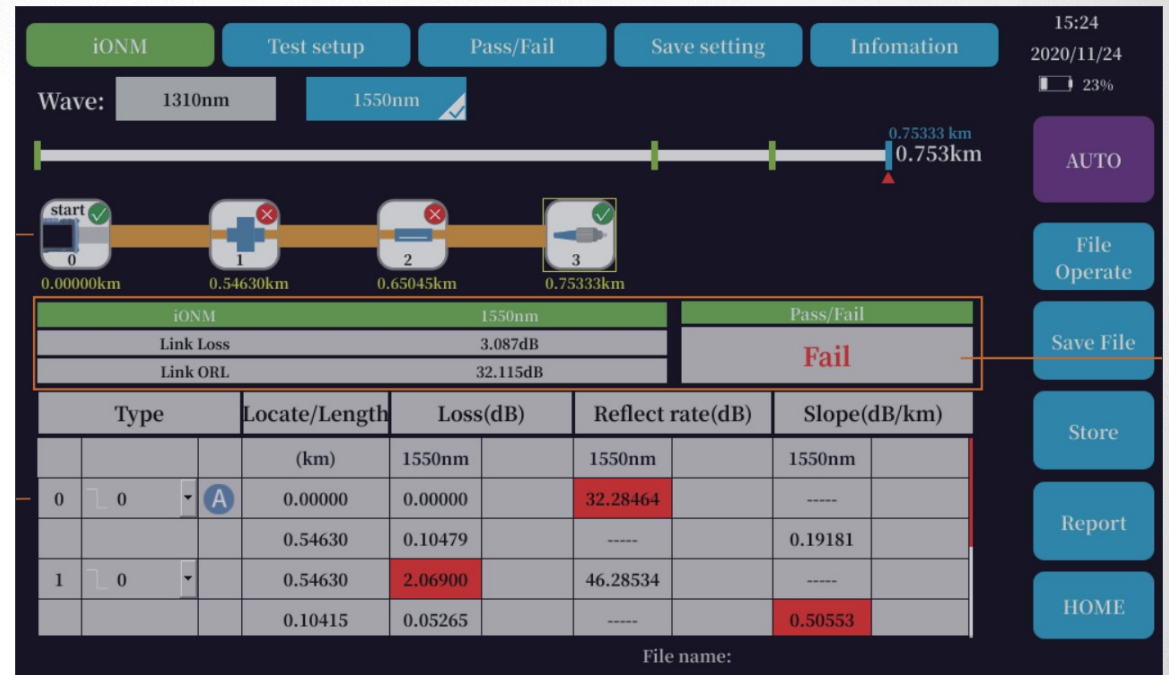 iONM Test setup Pass/Fail Save setting Infomation
15:24
2020/11/24
23%
Wave: 1310nm 1550nm
0.75333 km
0.753km
AUTO
start
0 1 2 3
0.00000km 0.54630km 0.65045km 0.75333km
File
Operate
iONM 1550nm Pass/Fail
Link Loss 3.087dB
Fail
Link ORL 32.115dB
Save File
Type Locate/Length Loss(dB) Reflect rate(dB) Slope(dB/km)
Store
(km) 1550nm 1550nm 1550nm
0 0 A 0.00000 0.00000 32.28464 -----
0.54630 0.10479 ----- 0.19181
Report
1 0 0.54630 2.06900 46.28534 -----
0.10415 0.05265 ----- 0.50553
HOME
File name: